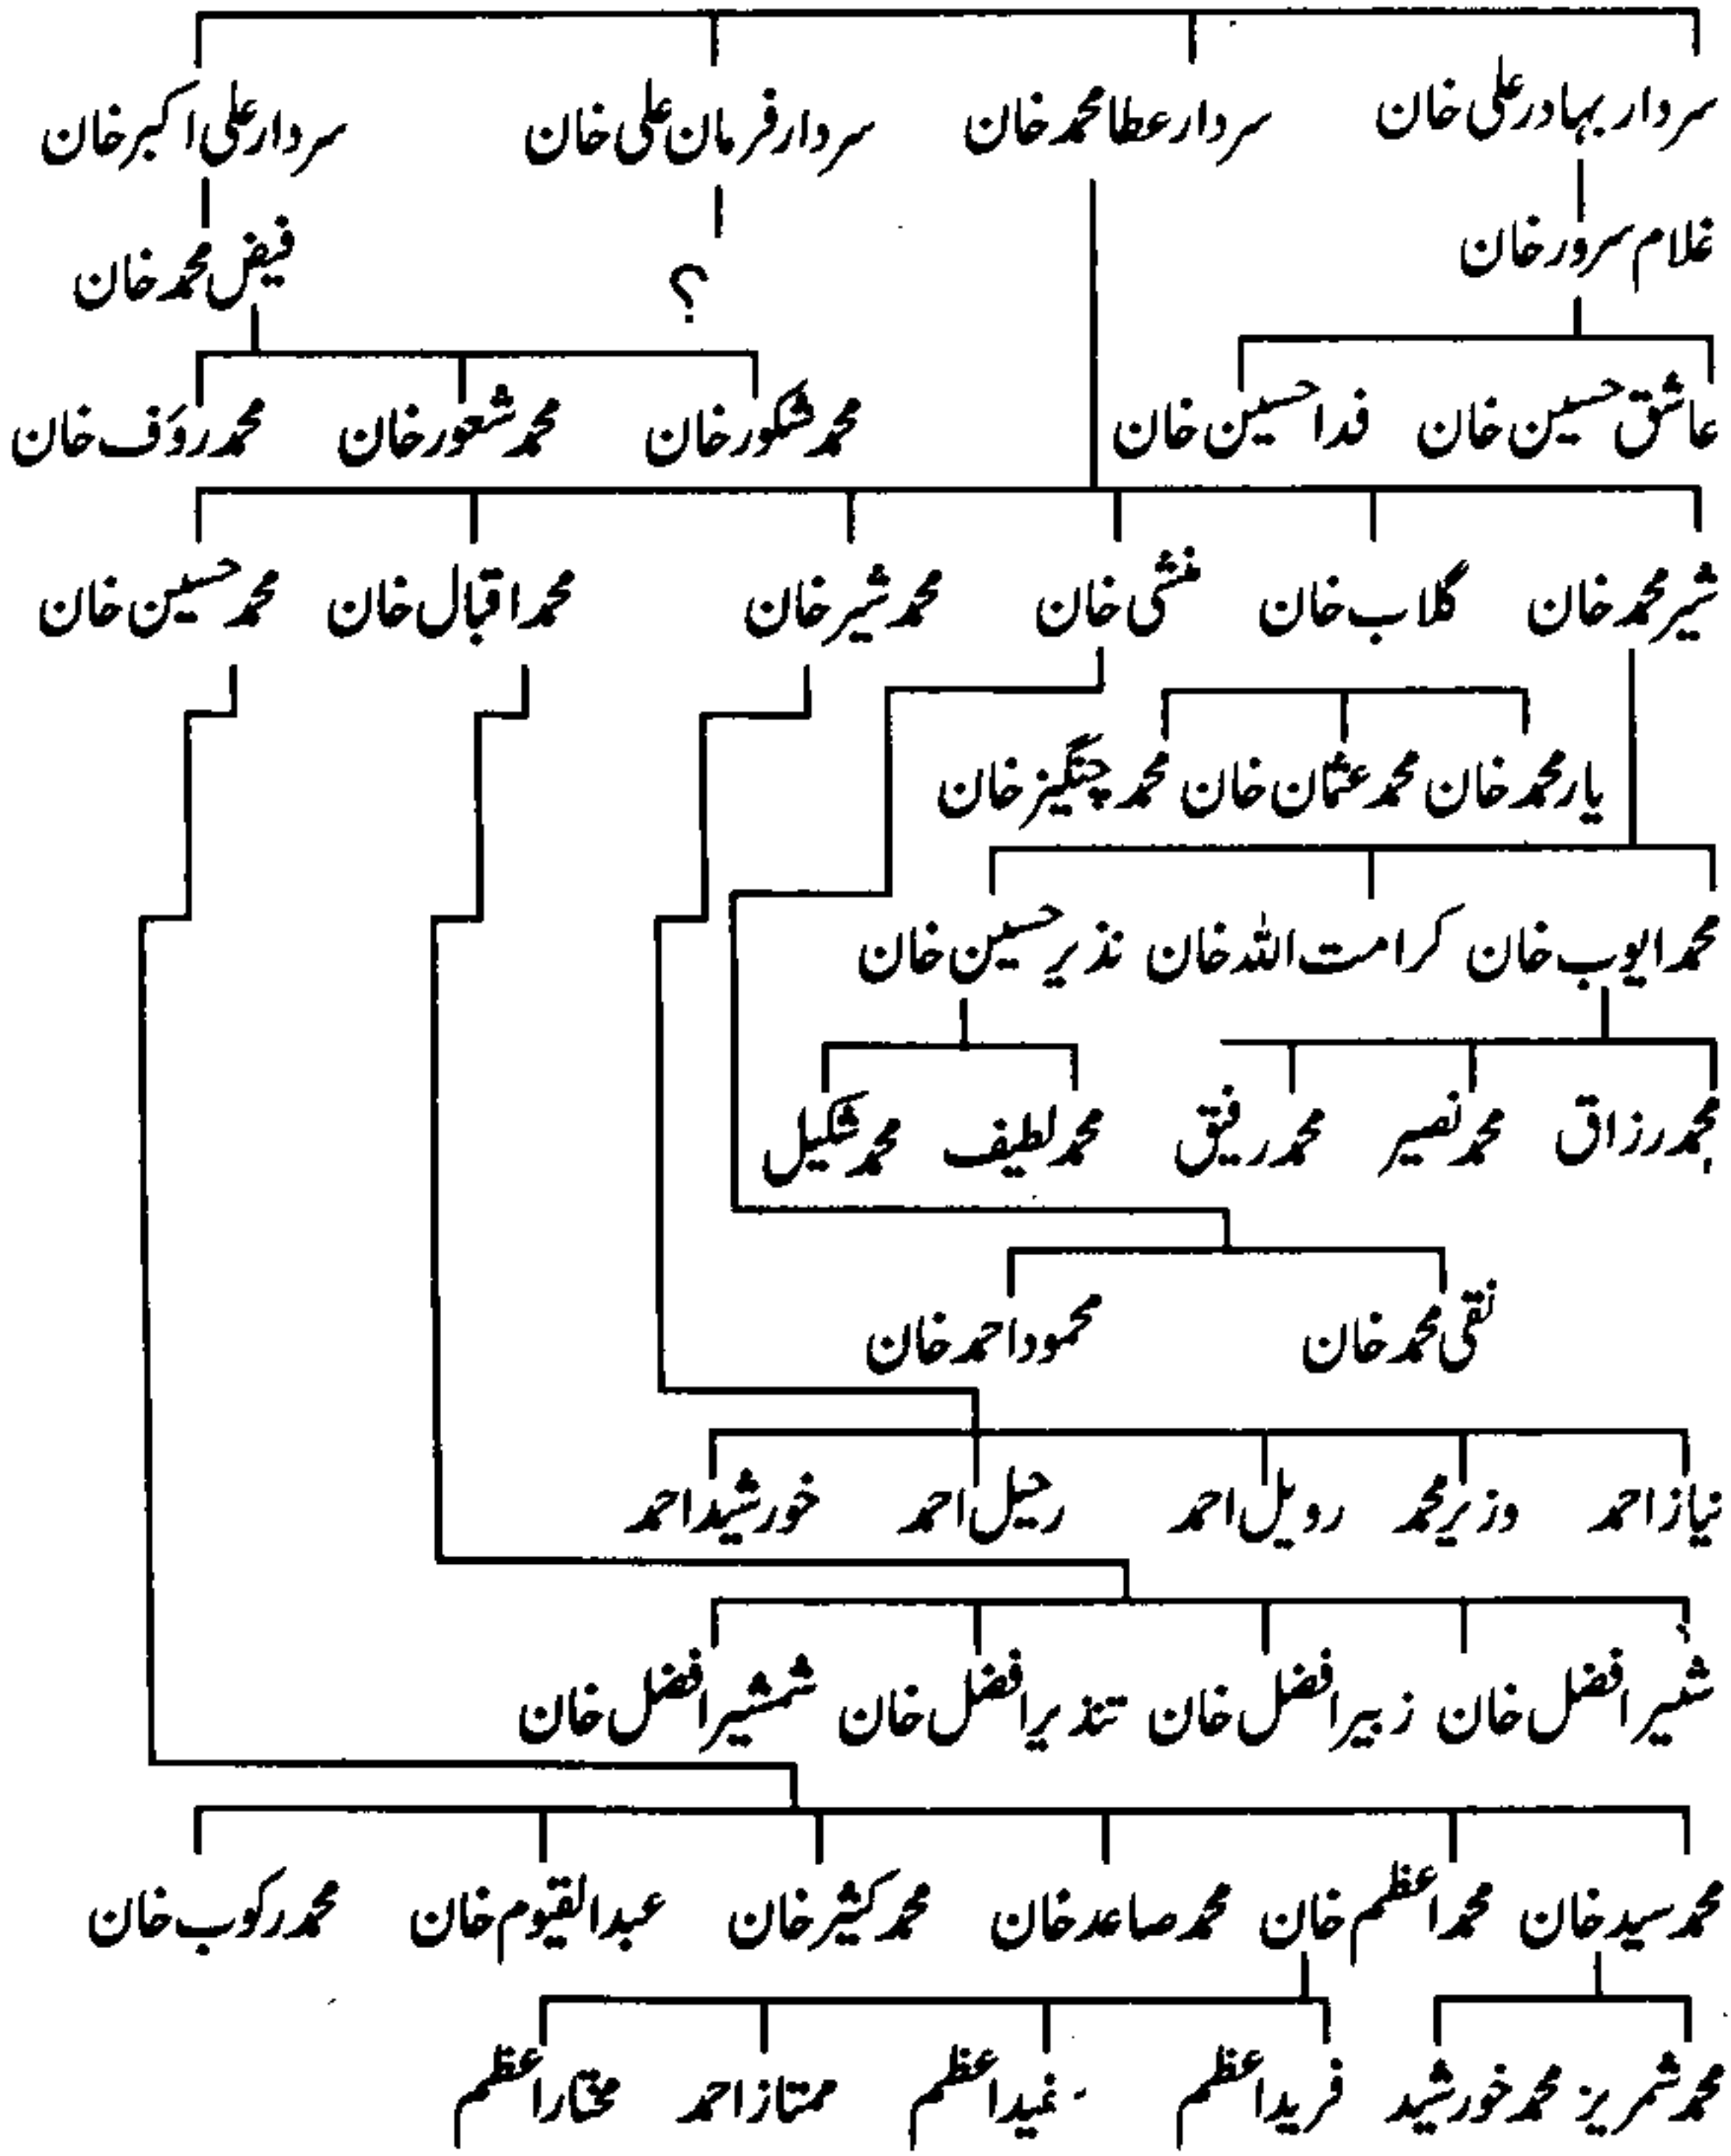 سردار بہادر علی خان سردار عطا محمد خان سردار فرمان علی خان سردار علی اکبر خان
غلام سرور خان ؟ فیض محمد خان
عاشق حسین خان فدا حسین خان محمد شکور خان محمد شعور خان محمد روَف خان
شیر محمد خان گلاب خان منشی خان محمد شیر خان محمد اقبال خان محمد حسین خان
یار محمد خان محمد عثمان خان محمد چنگیز خان
محمد ایوب خان کرامت اللہ خان نذیر حسین خان
محمد رزاق محمد نصیر محمد رفیق محمد لطیف محمد شکیل
نقی محمد خان محمود احمد خان
نیاز احمد وزیر محمد روبیل احمد رحیل احمد خورشید احمد
افضل خان زبیر افضل خان تنذیر افضل خان شمشیر افضل خان
محمد سید خان محمد اعظم خان محمد صاعد خان محمد کثیر خان عبدالقیوم خان محمد رکوب خان
محمد شمریز محمد خورشید فرید اعظم اعظم ممتاز احمد مختار اعظم